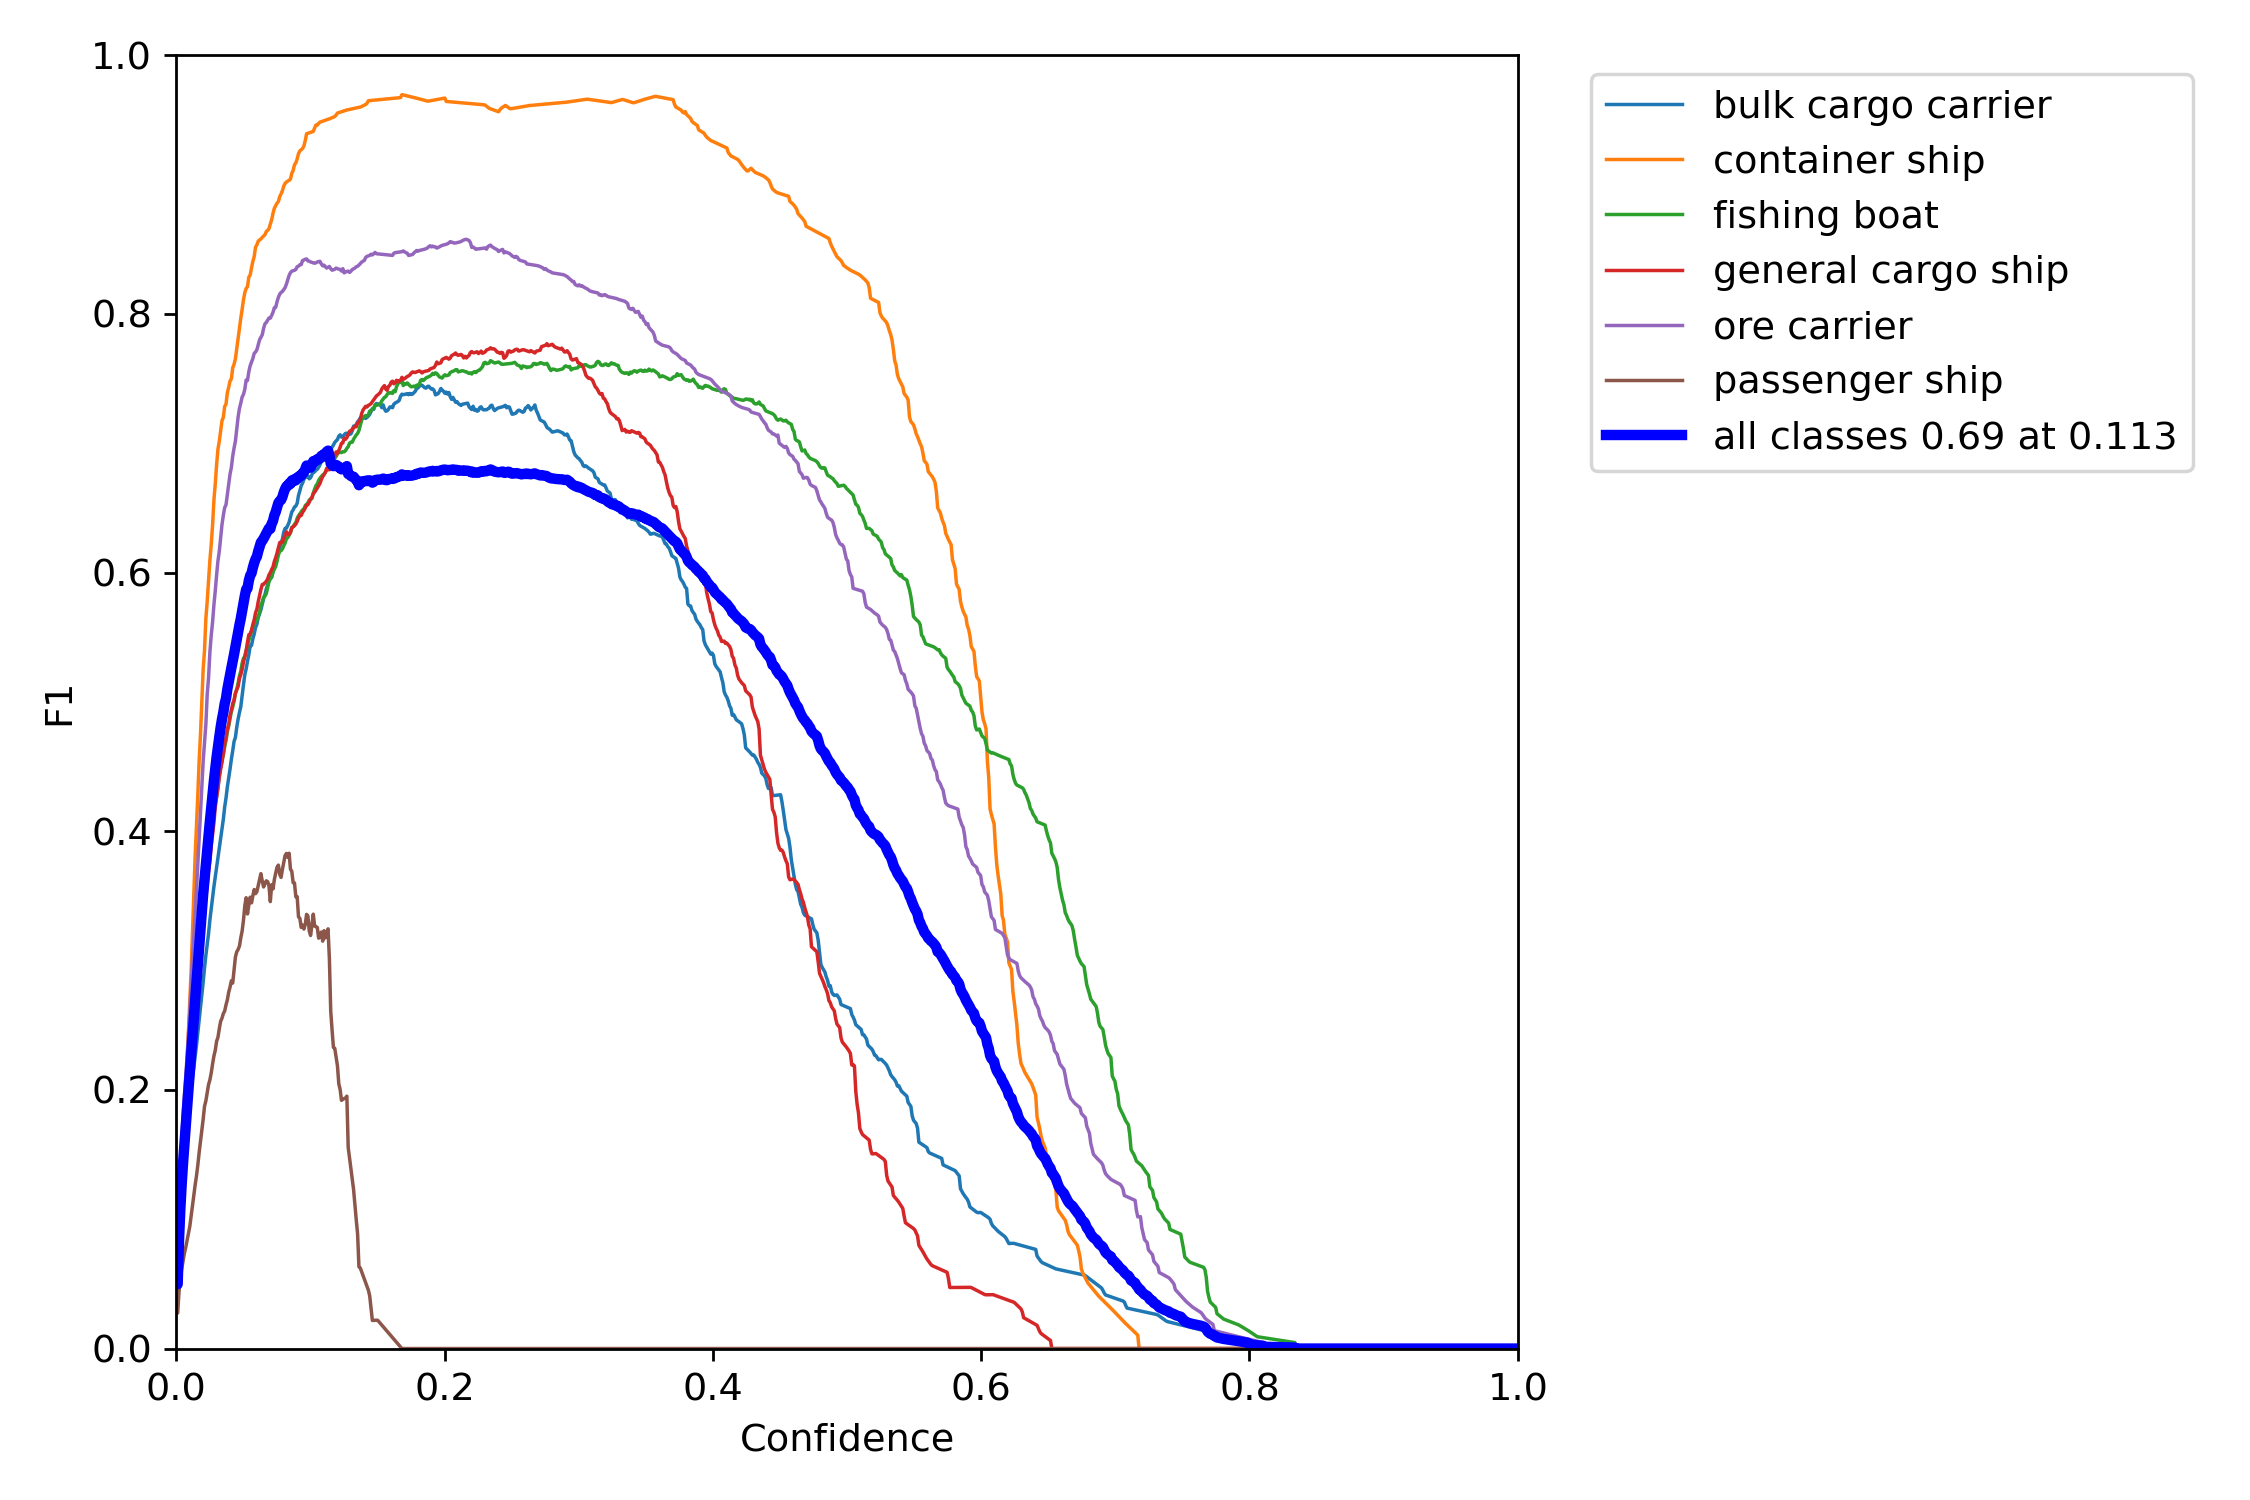 1.0
0.8
0.6
0.4
0.2
0.0
F1
0.0 0.2 0.4 0.6 0.8 1.0
Confidence
bulk cargo carrier
container ship
fishing boat
general cargo ship
ore carrier
passenger ship
all classes 0.69 at 0.113